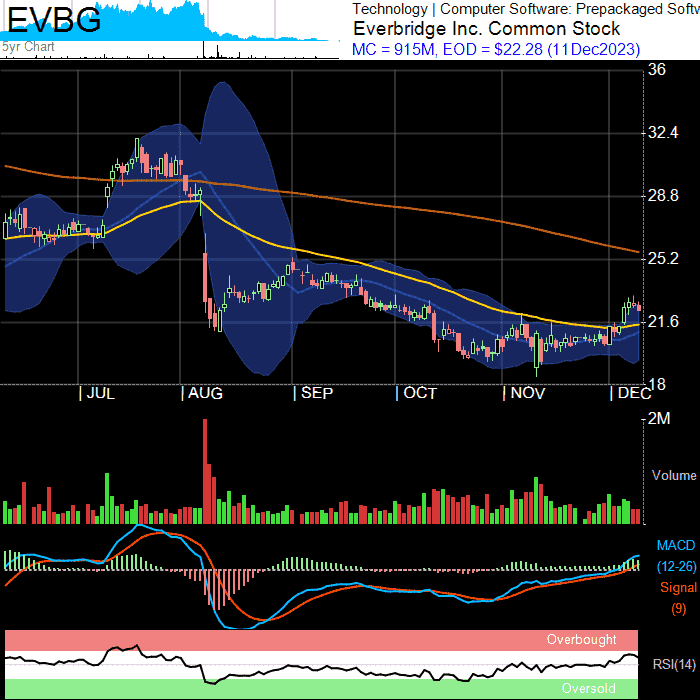 EVBG
5yr Chart
Technology | Computer Software: Prepackaged Softw
Everbridge Inc. Common Stock
MC = 915M, EOD = $22.28 (11Dec2023)
36
32.4
28.8
25.2
21.6
18
JUL AUG SEP OCT NOV DEC
2M
Volume
MACD
(12-26)
Signal
(9)
Overbought
RSI(14)
Oversold